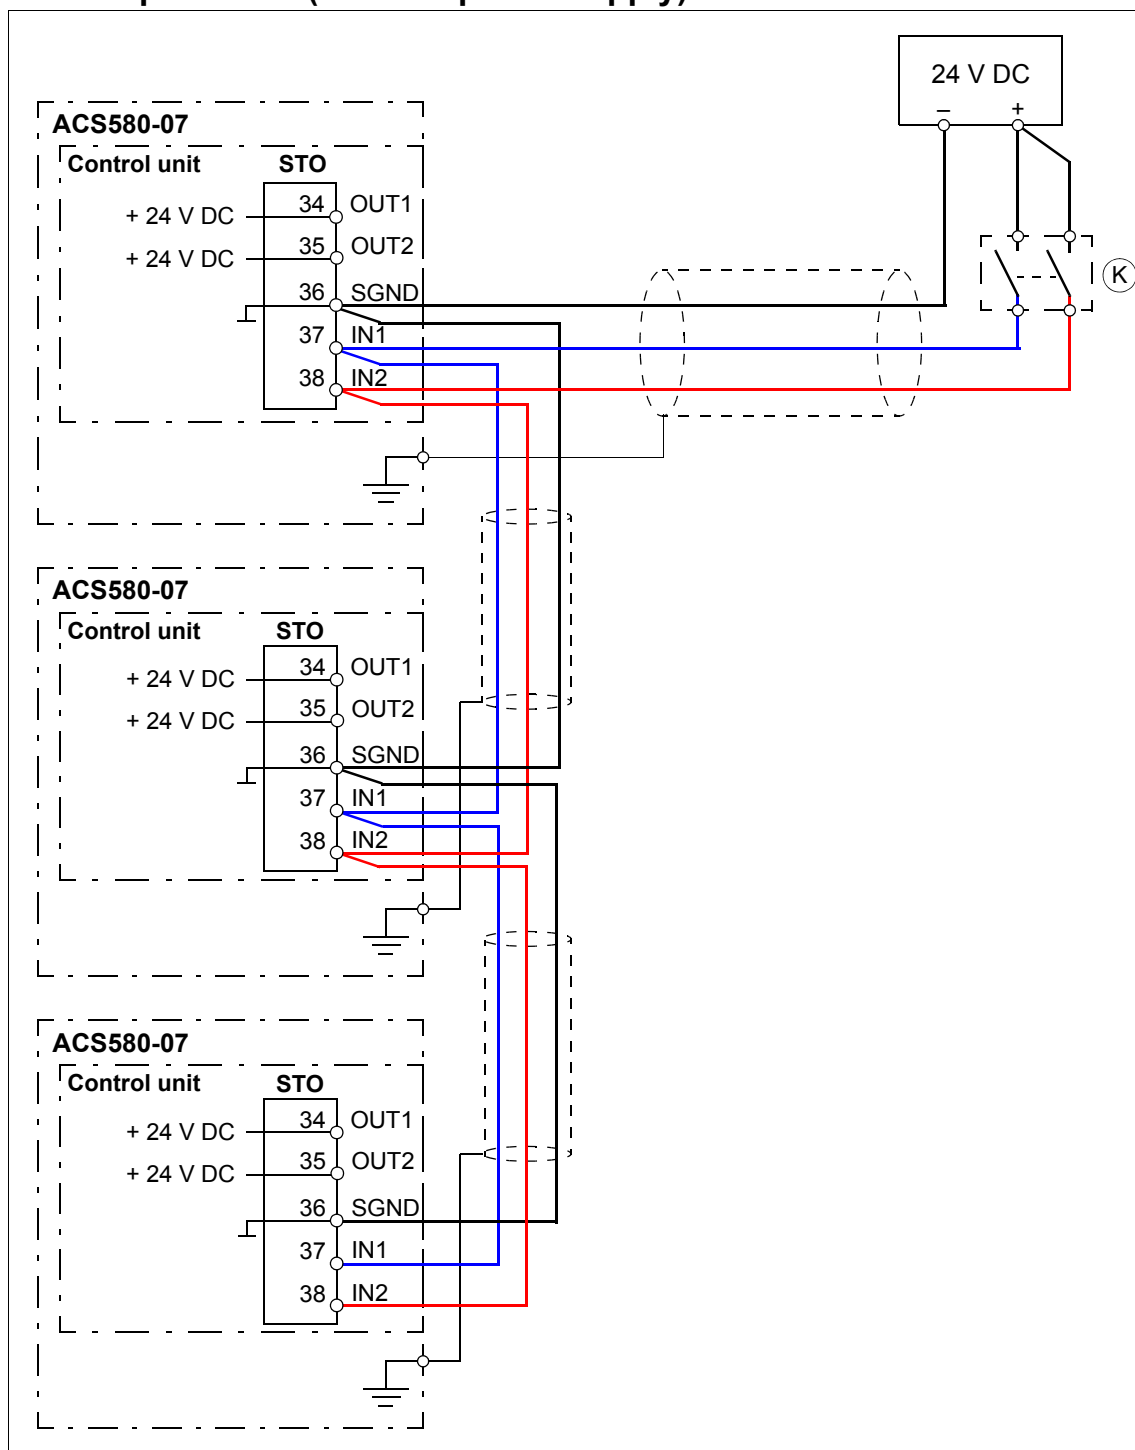 24 V DC
– +
K
ACS580-07
Control unit STO
34 OUT1
+ 24 V DC
35 OUT2
+ 24 V DC
36 SGND
37 IN1
38 IN2
ACS580-07
Control unit STO
34 OUT1
+ 24 V DC
35 OUT2
+ 24 V DC
36 SGND
37 IN1
38 IN2
ACS580-07
Control unit STO
34 OUT1
+ 24 V DC
35 OUT2
+ 24 V DC
36 SGND
37 IN1
38 IN2